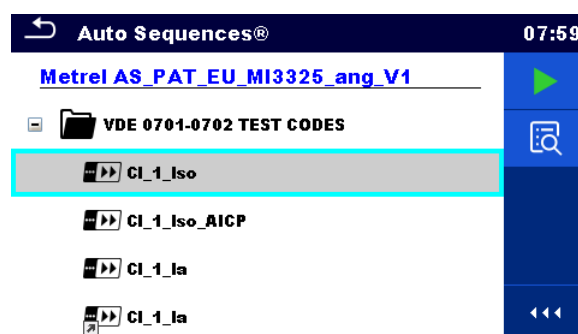 Auto Sequences® 07:59
Metrel AS_PAT_EU_MI3325_ang_V1
VDE 0701-0702 TEST CODES
Cl_1_Iso
Cl_1_Iso_AICP
Cl_1_Ia
Cl_1_Ia